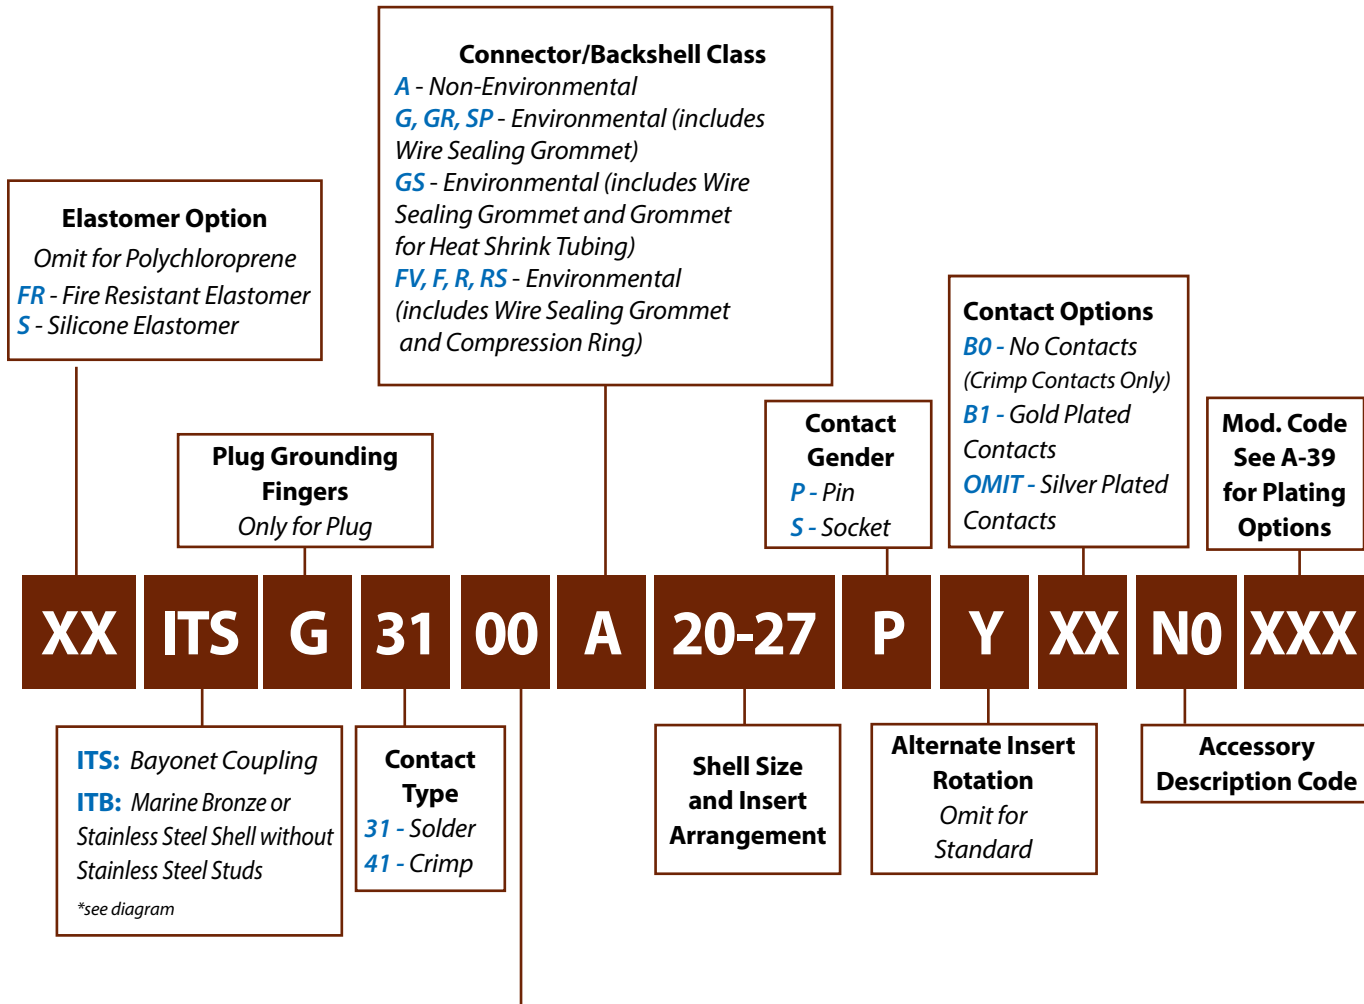 Connector/Backshell Class
A - Non-Environmental
G, GR, SP - Environmental (includes
Wire Sealing Grommet)
GS - Environmental (includes Wire
Sealing Grommet and Grommet
for Heat Shrink Tubing)
FV, F, R, RS - Environmental
(includes Wire Sealing Grommet
and Compression Ring)
Elastomer Option
Omit for Polychloroprene
FR - Fire Resistant Elastomer
S - Silicone Elastomer
Plug Grounding
Fingers
Only for Plug
Contact
Gender
P - Pin
S - Socket
Contact Options
B0 - No Contacts
(Crimp Contacts Only)
B1 - Gold Plated
Contacts
OMIT - Silver Plated
Contacts
Mod. Code
See A-39
for Plating
Options
XX ITS G 31 00 A 20-27 P Y XX N0 XXX
ITS: Bayonet Coupling
ITB: Marine Bronze or
Stainless Steel Shell without
Stainless Steel Studs
*see diagram
Contact
Type
31 - Solder
41 - Crimp
Shell Size
and Insert
Arrangement
Alternate Insert
Rotation
Omit for
Standard
Accessory
Description Code